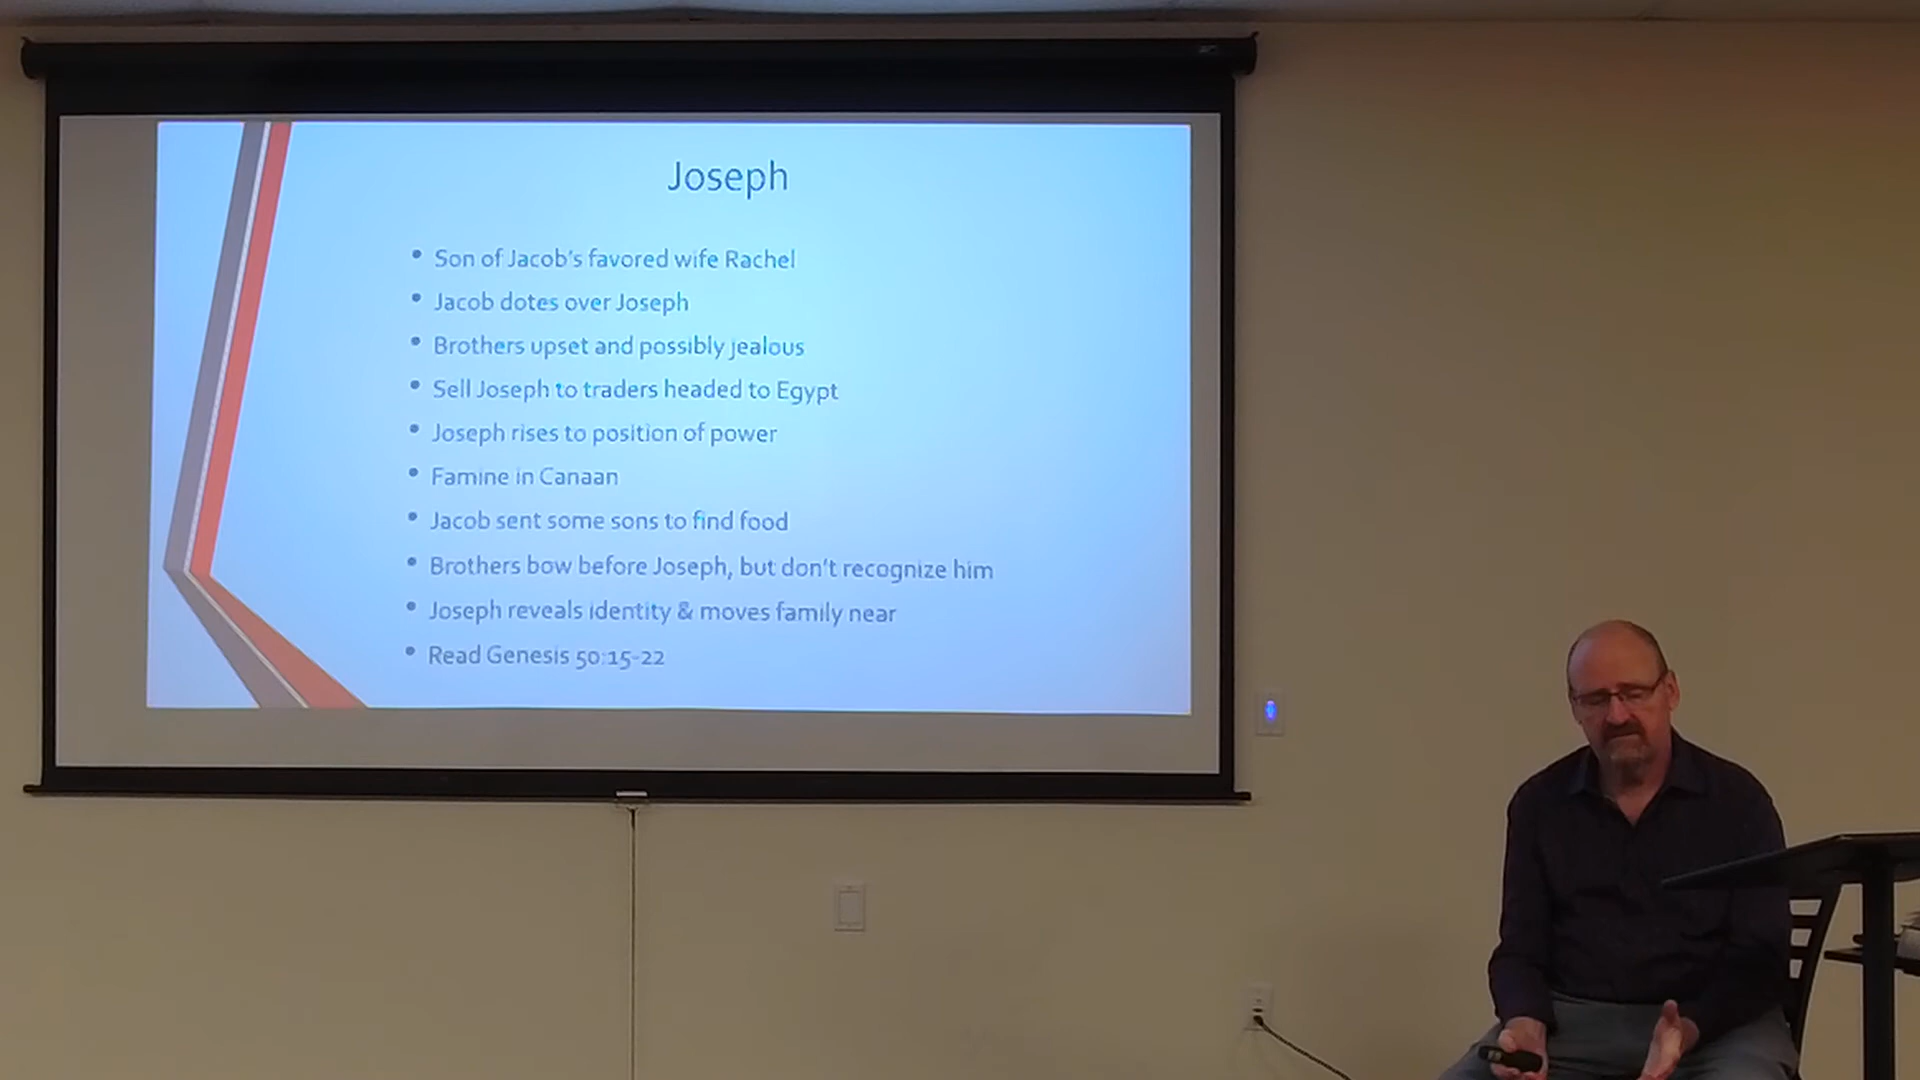 Joseph
• Son of Jacob's favored wife Rachel
• Jacob dotes over Joseph
• Brothers upset and possibly jealous
• Sell Joseph to traders headed to Egypt
• Joseph rises to position of power
• Famine in Canaan
• Jacob sent some sons to find food
• Brothers bow before Joseph, but don't recognize him
• Joseph reveals identity & moves family near
• Read Genesis 50:15-22